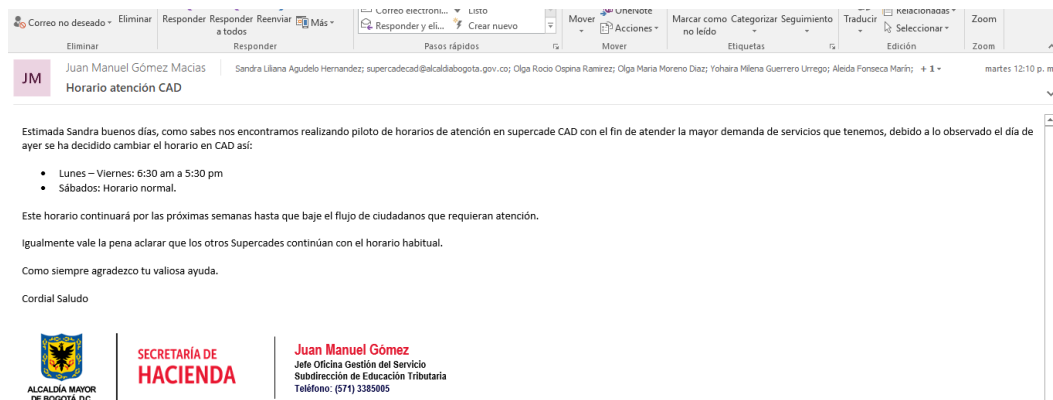 Correo no deseado Eliminar Responder Responder a todos Reenviar Más
Correo electróni... Listo
Responder y eli... Crear nuevo
Mover OneNote
Acciones
Marcar como no leído Categorizar Seguimiento
Traducir Relacionadas
Seleccionar
Zoom
Eliminar Responder Pasos rápidos Mover Etiquetas Edición Zoom
JM
Juan Manuel Gómez Macias Sandra Liliana Agudelo Hernandez; supercadecad@alcaldiabogota.gov.co; Olga Rocio Ospina Ramirez; Olga Maria Moreno Diaz; Yohaira Milena Guerrero Urrego; Aleida Fonseca Marín; + 1 martes 12:10 p. m
Horario atención CAD
Estimada Sandra buenos días, como sabes nos encontramos realizando piloto de horarios de atención en supercade CAD con el fin de atender la mayor demanda de servicios que tenemos, debido a lo observado el día de
ayer se ha decidido cambiar el horario en CAD así:
• Lunes – Viernes: 6:30 am a 5:30 pm
• Sábados: Horario normal.
Este horario continuará por las próximas semanas hasta que baje el flujo de ciudadanos que requieran atención.
Igualmente vale la pena aclarar que los otros Supercades continúan con el horario habitual.
Como siempre agradezco tu valiosa ayuda.
Cordial Saludo
ALCALDÍA MAYOR
DE BOGOTÁ D.C.
SECRETARÍA DE
HACIENDA
Juan Manuel Gómez
Jefe Oficina Gestión del Servicio
Subdirección de Educación Tributaria
Teléfono: (571) 3385005